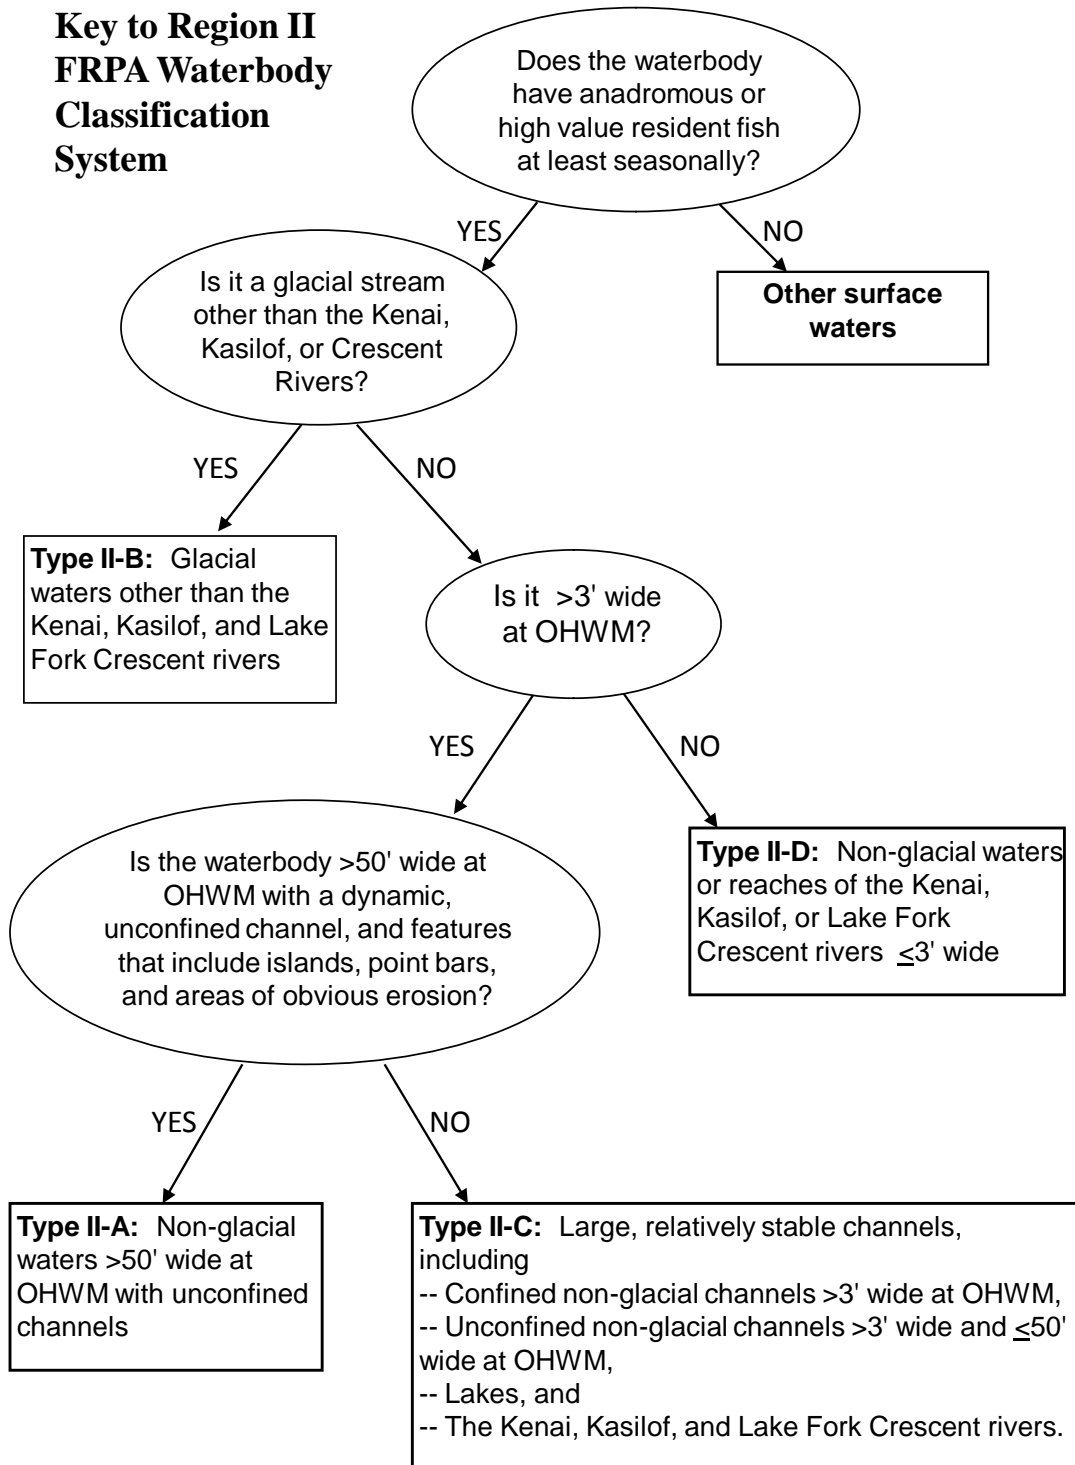 Key to Region II
FRPA Waterbody
Classification
System
Does the waterbody
have anadromous or
high value resident fish
at least seasonally?
YES
NO
Is it a glacial stream
other than the Kenai,
Kasilof, or Crescent
Rivers?
Other surface
waters
YES
NO
Type II-B: Glacial
waters other than the
Kenai, Kasilof, and Lake
Fork Crescent rivers
Is it >3' wide
at OHWM?
YES
NO
Is the waterbody >50' wide at
OHWM with a dynamic,
unconfined channel, and features
that include islands, point bars,
and areas of obvious erosion?
Type II-D: Non-glacial waters
or reaches of the Kenai,
Kasilof, or Lake Fork
Crescent rivers ≤3' wide
YES
NO
Type II-A: Non-glacial
waters >50' wide at
OHWM with unconfined
channels
Type II-C: Large, relatively stable channels,
including
-- Confined non-glacial channels >3' wide at OHWM,
-- Unconfined non-glacial channels >3' wide and ≤50'
wide at OHWM,
-- Lakes, and
-- The Kenai, Kasilof, and Lake Fork Crescent rivers.